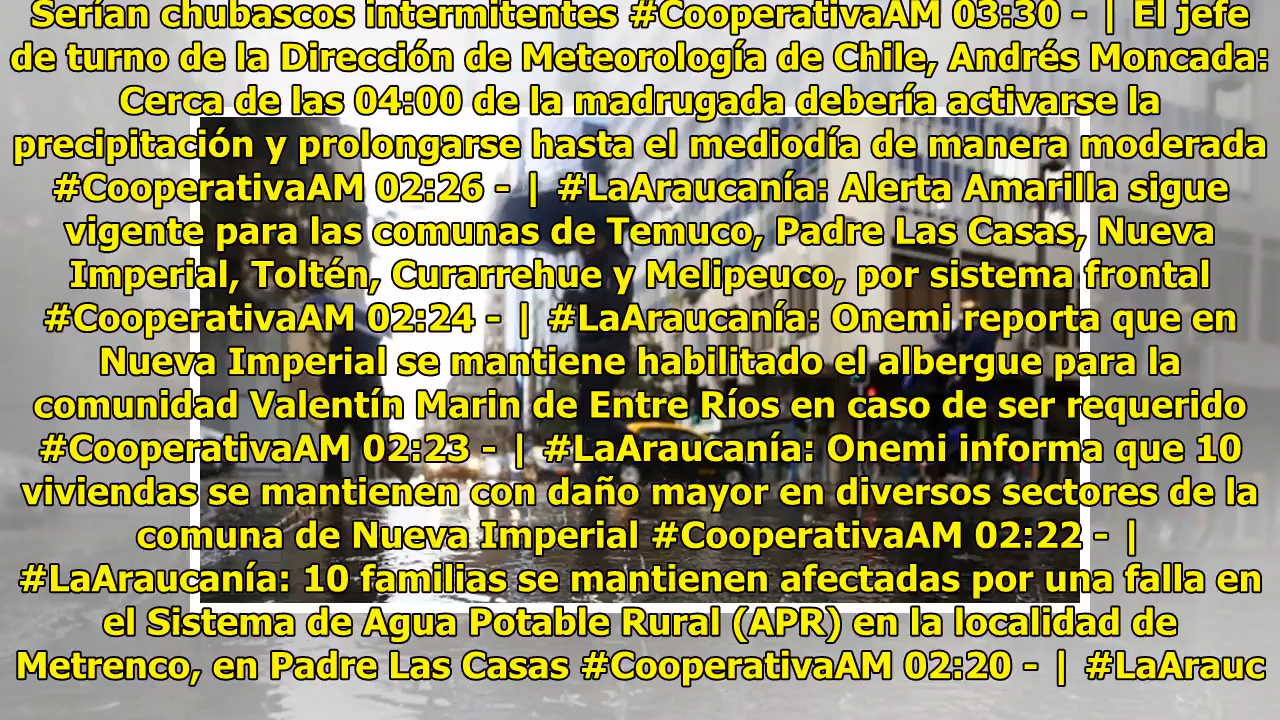 Serían chubascos intermitentes #CooperativaAM 03:30 - | El jefe
de turno de la Dirección de Meteorología de Chile, Andrés Moncada:
Cerca de las 04:00 de la madrugada debería activarse la
precipitación y prolongarse hasta el mediodía de manera moderada
#CooperativaAM 02:26 - | #LaAraucanía: Alerta Amarilla sigue
vigente para las comunas de Temuco, Padre Las Casas, Nueva
Imperial, Toltén, Curarrehue y Melipeuco, por sistema frontal
#CooperativaAM 02:24 - | #LaAraucanía: Onemi reporta que en
Nueva Imperial se mantiene habilitado el albergue para la
comunidad Valentín Marin de Entre Ríos en caso de ser requerido
#CooperativaAM 02:23 - | #LaAraucanía: Onemi informa que 10
viviendas se mantienen con daño mayor en diversos sectores de la
comuna de Nueva Imperial #CooperativaAM 02:22 - |
#LaAraucanía: 10 familias se mantienen afectadas por una falla en
el Sistema de Agua Potable Rural (APR) en la localidad de
Metrenco, en Padre Las Casas #CooperativaAM 02:20 - | #LaArauc